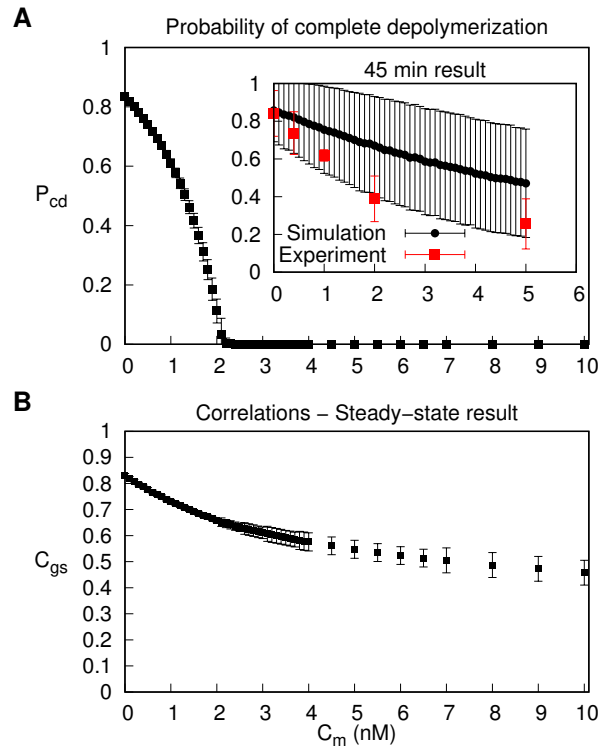 A
Probability of complete depolymerization
1
0.8
0.6
0.4
0.2
0
P_cd
0 1 2 3 4 5 6 7 8 9 10
45 min result
1
0.8
0.6
0.4
0.2
0
Simulation
Experiment
0 1 2 3 4 5 6
B
Correlations − Steady−state result
1
0.9
0.8
0.7
0.6
0.5
0.4
0.3
0.2
0.1
0
C_gs
0 1 2 3 4 5 6 7 8 9 10
C_m (nM)